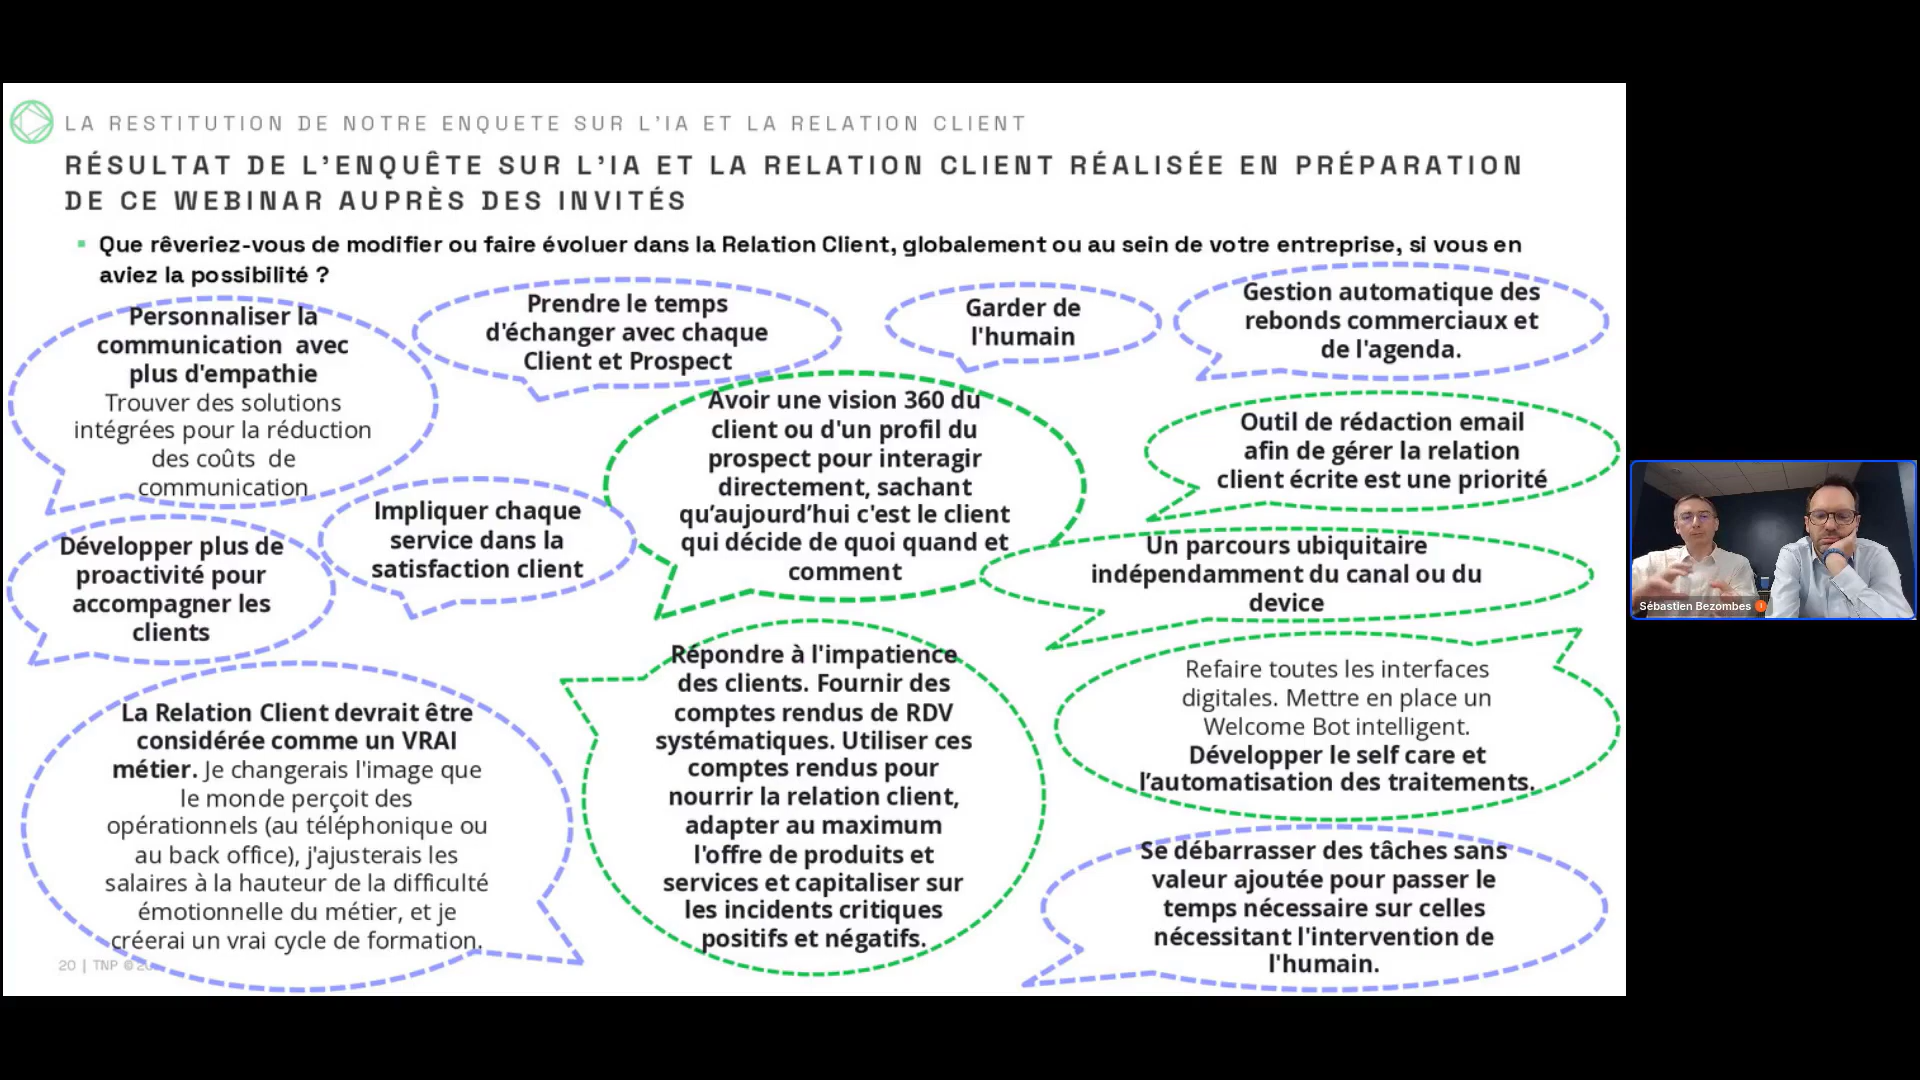 LA RESTITUTION DE NOTRE ENQUETE SUR L'IA ET LA RELATION CLIENT
RÉSULTAT DE L'ENQUÊTE SUR L'IA ET LA RELATION CLIENT RÉALISÉE EN PRÉPARATION
DE CE WEBINAR AUPRÈS DES INVITÉS
Que rêveriez-vous de modifier ou faire évoluer dans la Relation Client, globalement ou au sein de votre entreprise, si vous en
aviez la possibilité ?
Personnaliser la
communication avec
plus d'empathie
Trouver des solutions
intégrées pour la réduction
des coûts de
communication
Prendre le temps
d'échanger avec chaque
Client et Prospect
Garder de
l'humain
Gestion automatique des
rebonds commerciaux et
de l'agenda.
Avoir une vision 360 du
client ou d'un profil du
prospect pour interagir
directement, sachant
qu’aujourd’hui c'est le client
qui décide de quoi quand et
comment
Outil de rédaction email
afin de gérer la relation
client écrite est une priorité
Impliquer chaque
service dans la
satisfaction client
Développer plus de
proactivité pour
accompagner les
clients
Un parcours ubiquitaire
indépendamment du canal ou du
device
Répondre à l'impatience
des clients. Fournir des
comptes rendus de RDV
systématiques. Utiliser ces
comptes rendus pour
nourrir la relation client,
adapter au maximum
l'offre de produits et
services et capitaliser sur
les incidents critiques
positifs et négatifs.
Refaire toutes les interfaces
digitales. Mettre en place un
Welcome Bot intelligent.
Développer le self care et
l’automatisation des traitements.
La Relation Client devrait être
considérée comme un VRAI
métier. Je changerais l'image que
le monde perçoit des
opérationnels (au téléphonique ou
au back office), j'ajusterais les
salaires à la hauteur de la difficulté
émotionnelle du métier, et je
créerai un vrai cycle de formation.
Se débarrasser des tâches sans
valeur ajoutée pour passer le
temps nécessaire sur celles
nécessitant l'intervention de
l'humain.
20 | TNP ©
Sébastien Bezombes